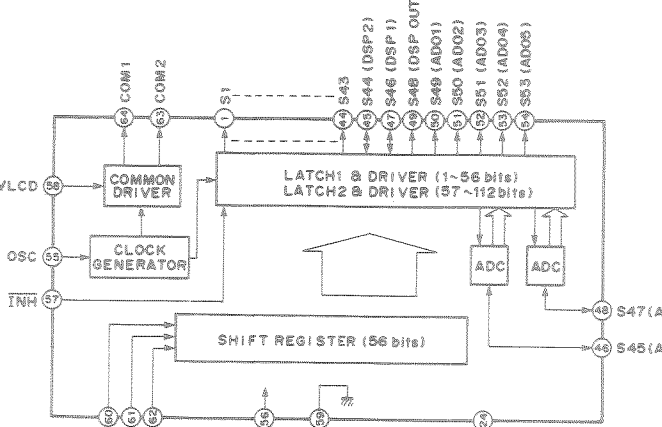 COM1
COM2
S1
S43
S44 (DSP2)
S46 (DSP1)
S48 (DSP OUT
S49 (ADO1)
S50 (ADO2)
S51 (ADO3)
S52 (ADO4)
S53 (ADO5)
64
63
1
44
45
47
49
50
51
52
53
54
VLCD
58
COMMON
DRIVER
LATCH1 & DRIVER (1~56 bits)
LATCH2 & DRIVER (57~112bits)
OSC
55
CLOCK
GENERATOR
ADC
ADC
INH
57
48
S47(A
SHIFT REGISTER (56 bits)
46
S45(A
60
61
62
56
59
24